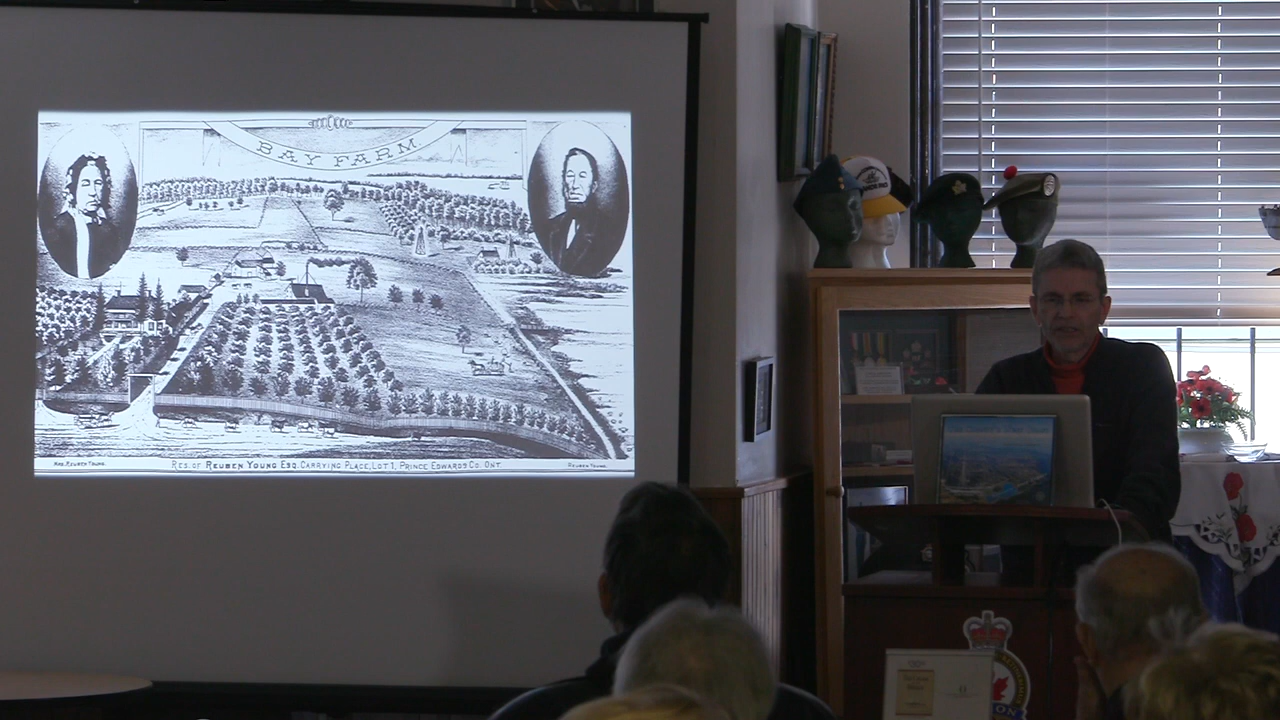 BAY FARM
MRS. REUBEN YOUNG.
RES. OF REUBEN YOUNG ESQ. CARRYING PLACE, LOT 1, PRINCE EDWARDS CO. ONT.
REUBEN YOUNG.